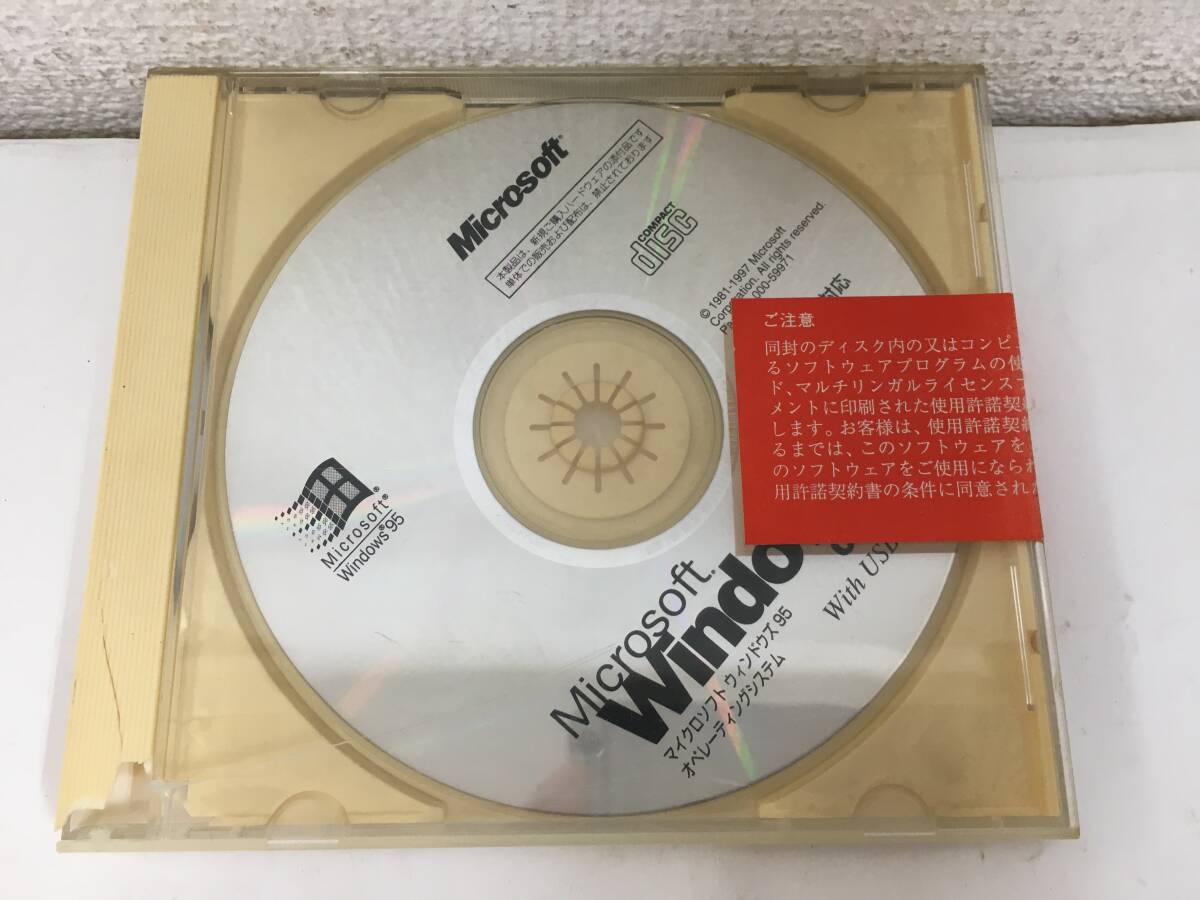 Microsoft®
本製品は、新規ご購入ハードウェアの添付品です
単体での販売および配布は、禁止されております
COMPACT
disc
© 1981-1997 Microsoft
Corporation. All rights reserved.
000-59971
対応
ご注意
同封のディスク内の又はコンピュ
るソフトウェアプログラムの使
ド、マルチリンガルライセンス
メントに印刷された使用許諾契約
します。お客様は、使用許諾契約
るまでは、このソフトウェアを
のソフトウェアをご使用になられ
用許諾契約書の条件に同意された
Microsoft®
Windows®95
Microsoft®
Windo
With USB
マイクロソフト ウィンドウズ 95
オペレーティングシステム